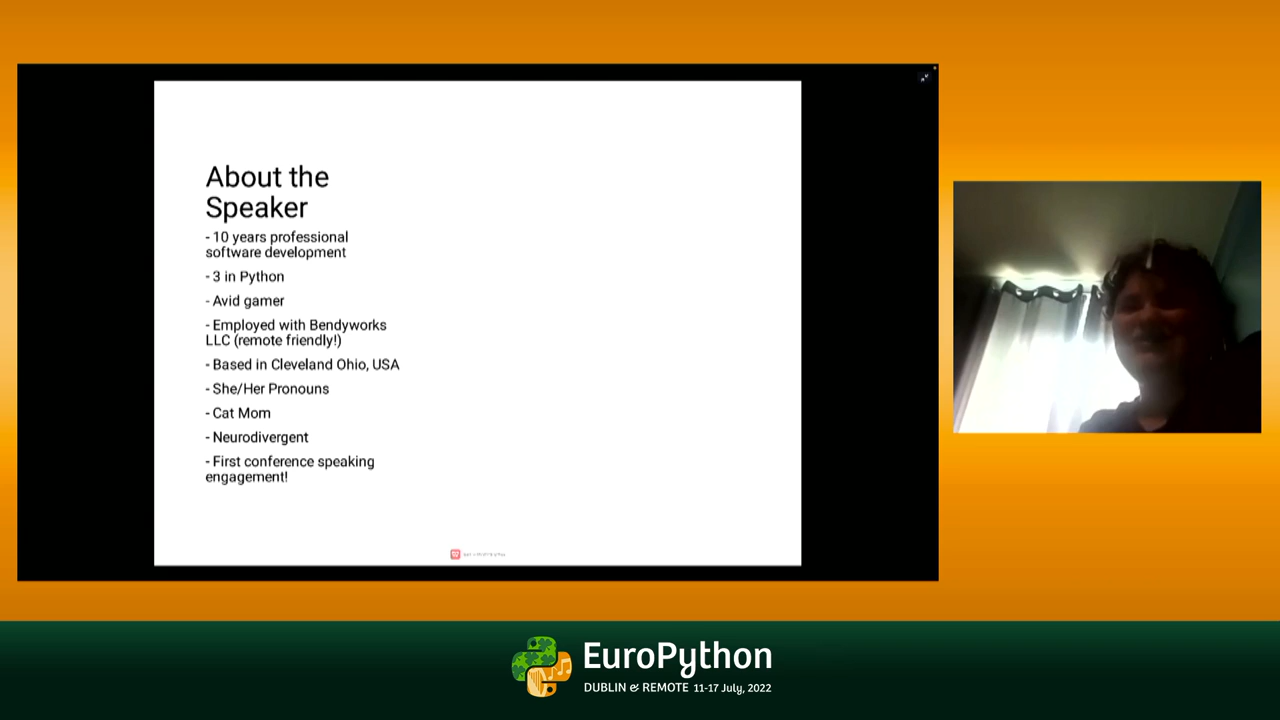 About the
Speaker
- 10 years professional
software development
- 3 in Python
- Avid gamer
- Employed with Bendyworks
LLC (remote friendly!)
- Based in Cleveland Ohio, USA
- She/Her Pronouns
- Cat Mom
- Neurodivergent
- First conference speaking
engagement!
EuroPython
DUBLIN & REMOTE 11-17 July, 2022